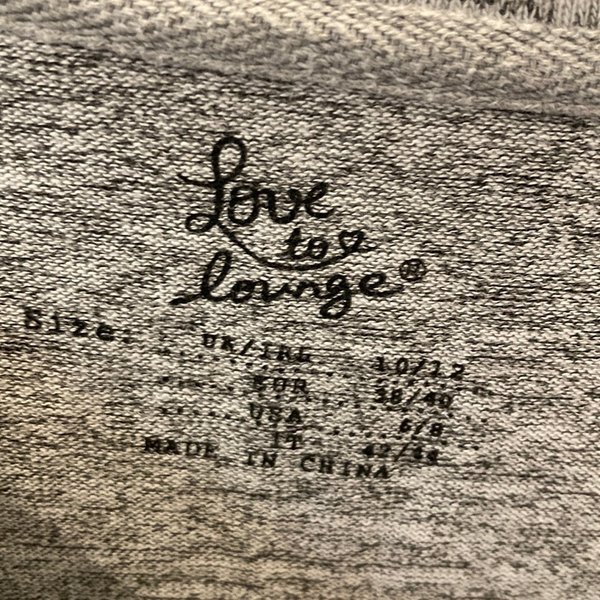 Love
to
lounge®
Size: UK/IRL 10/12
EUR 38/40
USA 6/8
IT 42/44
MADE IN CHINA